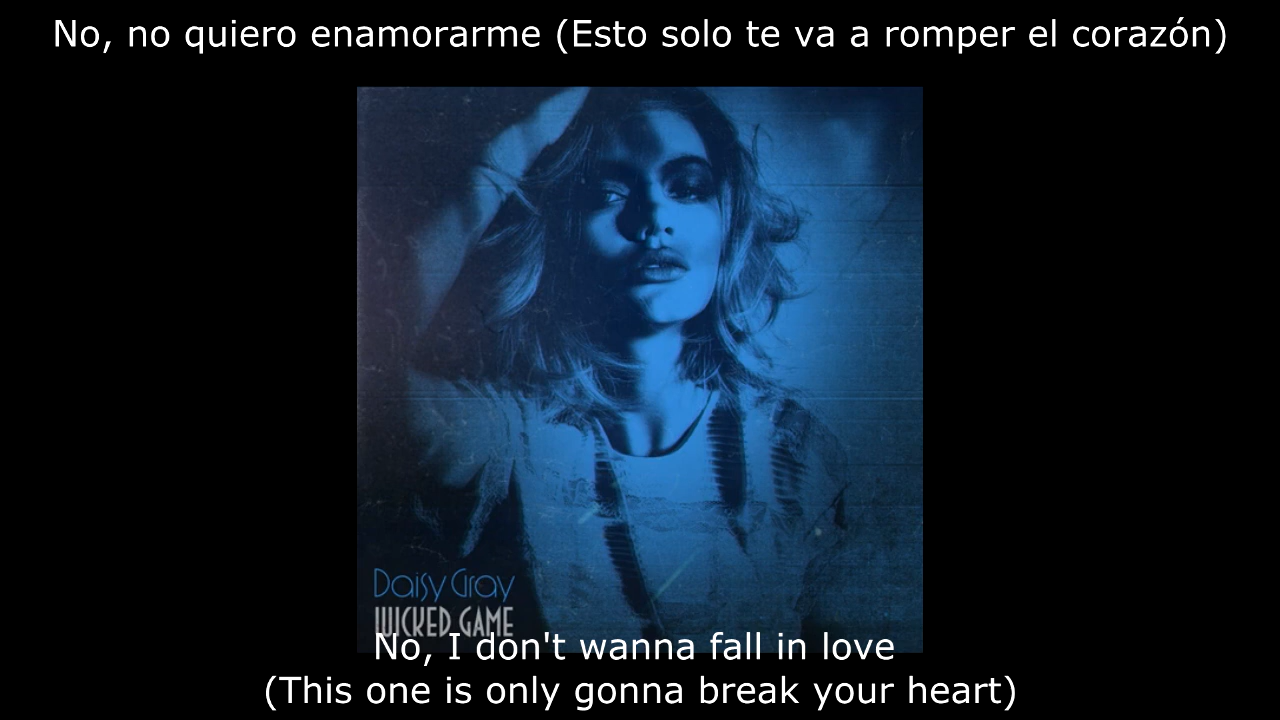 No, no quiero enamorarme (Esto solo te va a romper el corazón)
Daisy Gray
WICKED GAME
No, I don't wanna fall in love
(This one is only gonna break your heart)